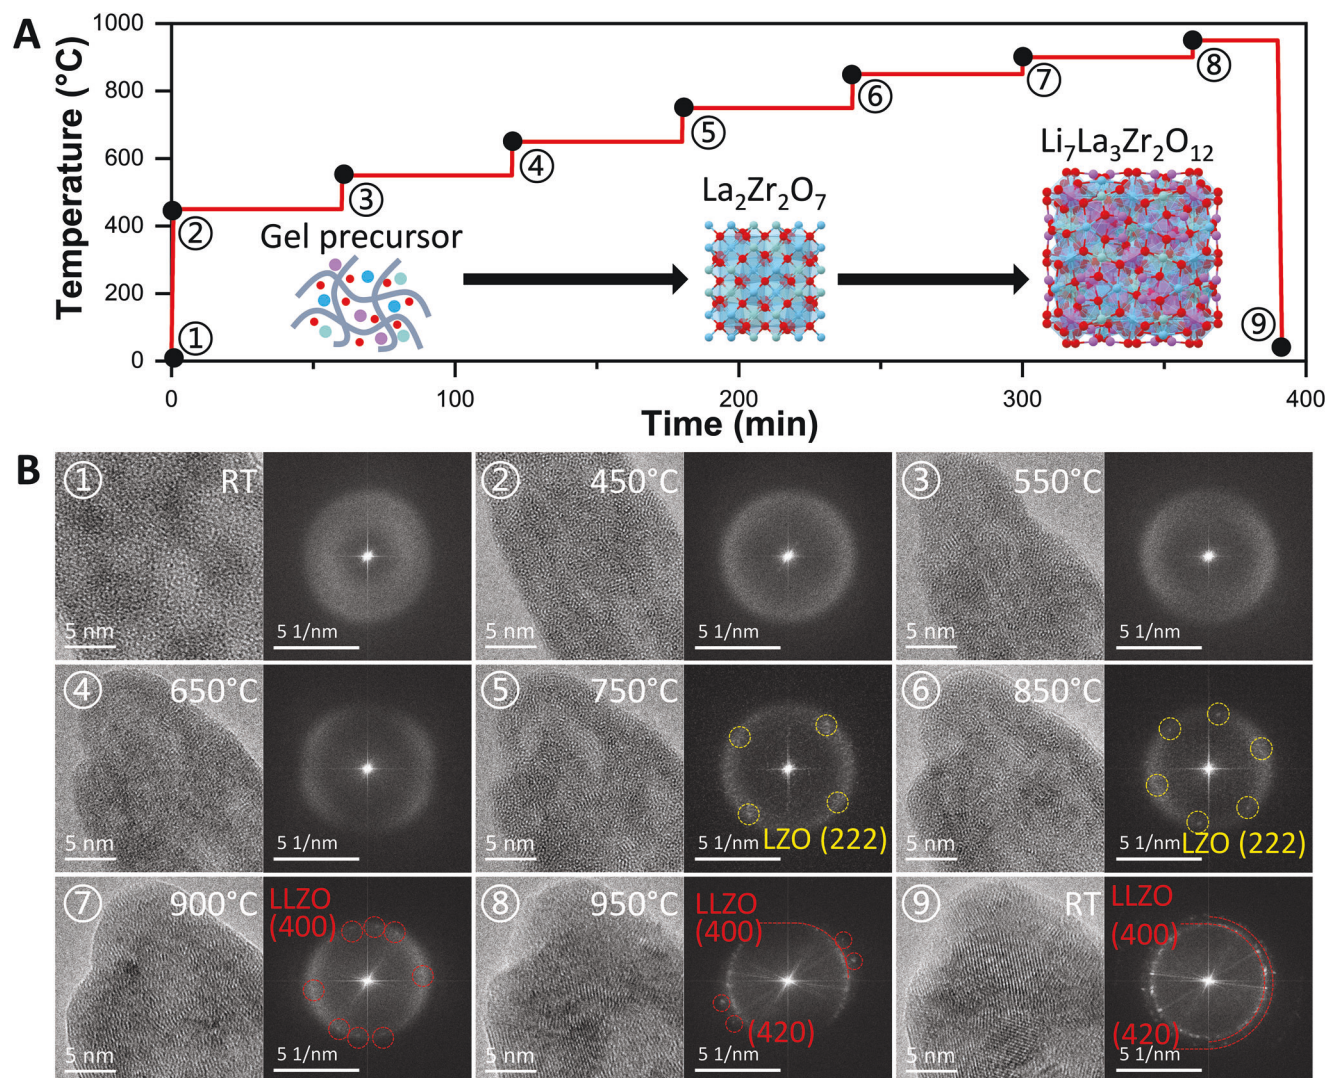 A
Temperature (°C)
1000
800
600
400
200
0
① ② ③ ④ ⑤ ⑥ ⑦ ⑧ ⑨
Gel precursor
La₂Zr₂O₇
Li₇La₃Zr₂O₁₂
0 100 200 300 400
Time (min)
B
① RT
5 nm 5 1/nm
② 450°C
5 nm 5 1/nm
③ 550°C
5 nm 5 1/nm
④ 650°C
5 nm 5 1/nm
⑤ 750°C
LZO (222)
5 nm 5 1/nm
⑥ 850°C
LZO (222)
5 nm 5 1/nm
⑦ 900°C
LLZO
(400)
5 nm 5 1/nm
⑧ 950°C
LLZO
(400)
(420)
5 nm 5 1/nm
⑨ RT
LLZO
(400)
(420)
5 nm 5 1/nm